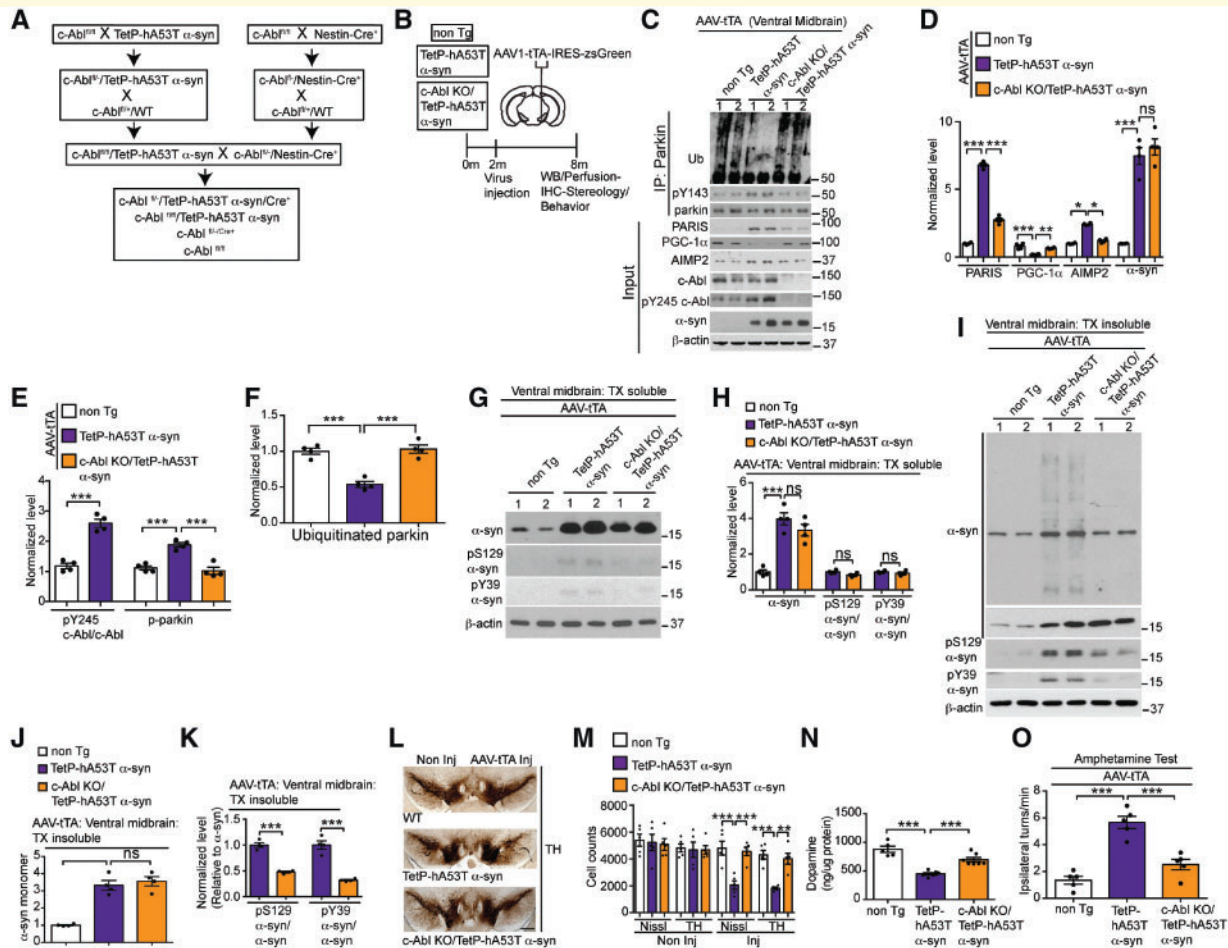 A
c-Abl fl/fl X TetP-hA53T α-syn
c-Abl fl/fl X Nestin-Cre+
c-Abl fl/+/TetP-hA53T α-syn
X
c-Abl fl/+/WT
c-Abl fl/-/Nestin-Cre+
X
c-Abl fl/+/WT
c-Abl fl/fl/TetP-hA53T α-syn X c-Abl fl/-/Nestin-Cre+
c-Abl fl/-/TetP-hA53T α-syn/Cre+
c-Abl fl/fl/TetP-hA53T α-syn
c-Abl fl/-/Cre+
c-Abl fl/fl
B
non Tg
TetP-hA53T
α-syn
c-Abl KO/
TetP-hA53T
α-syn
AAV1-tTA-IRES-zsGreen
0m
2m
8m
Virus
injection
WB/Perfusion-
IHC-Stereology/
Behavior
C
AAV-tTA (Ventral Midbrain)
non Tg
TetP-hA53T
α-syn
c-Abl KO/
TetP-hA53T α-syn
1 2 1 2 1 2
IP: Parkin
Ub
50
pY143
50
parkin
50
Input
PARIS
100
PGC-1α
100
AIMP2
37
c-Abl
150
pY245 c-Abl
150
α-syn
15
β-actin
37
D
AAV-tTA
non Tg
TetP-hA53T α-syn
c-Abl KO/TetP-hA53T α-syn
Normalized level
15
10
5
0
*** *** *** ** * * *** ns
PARIS PGC-1α AIMP2 α-syn
E
AAV-tTA
non Tg
TetP-hA53T α-syn
c-Abl KO/TetP-hA53T
α-syn
Normalized level
4
3
2
1
0
*** *** ***
pY245
c-Abl/c-Abl
p-parkin
F
Normalized level
1.5
1.0
0.5
0.0
*** ***
Ubiquitinated parkin
G
Ventral midbrain: TX soluble
AAV-tTA
non Tg
TetP-hA53T
α-syn
c-Abl KO/
TetP-hA53T
α-syn
1 2 1 2 1 2
α-syn
15
pS129
α-syn
15
pY39
α-syn
15
β-actin
37
H
non Tg
TetP-hA53T α-syn
c-Abl KO/TetP-hA53T α-syn
AAV-tTA: Ventral midbrain: TX soluble
Normalized level
6
4
2
0
*** ns ns ns
α-syn
pS129
α-syn/
α-syn
pY39
α-syn/
α-syn
I
Ventral midbrain: TX insoluble
AAV-tTA
non Tg
TetP-hA53T
α-syn
c-Abl KO/
TetP-hA53T
α-syn
1 2 1 2 1 2
α-syn
15
pS129
α-syn
15
pY39
α-syn
15
β-actin
37
J
non Tg
TetP-hA53T α-syn
c-Abl KO/
TetP-hA53T α-syn
AAV-tTA: Ventral midbrain:
TX insoluble
α-syn monomer
5
4
3
2
1
0
ns
K
AAV-tTA: Ventral midbrain:
TX insoluble
Normalized level
(Relative to α-syn)
1.5
1.0
0.5
0.0
*** ***
pS129
α-syn/
α-syn
pY39
α-syn/
α-syn
L
Non Inj AAV-tTA Inj
WT
TetP-hA53T α-syn
c-Abl KO/TetP-hA53T α-syn
TH
M
non Tg
TetP-hA53T α-syn
c-Abl KO/TetP-hA53T α-syn
Cell counts
8000
6000
4000
2000
0
*** *** *** **
Nissl TH Nissl TH
Non Inj Inj
N
Dopamine
(ng/ug protein)
1500
1000
500
0
*** ***
non Tg
TetP-
hA53T
α-syn
c-Abl KO/
TetP-hA53T
α-syn
O
Amphetamine Test
AAV-tTA
Ipsilateral turns/min
8
6
4
2
0
*** ***
non Tg
TetP-
hA53T
α-syn
c-Abl KO/
TetP-hA53T
α-syn